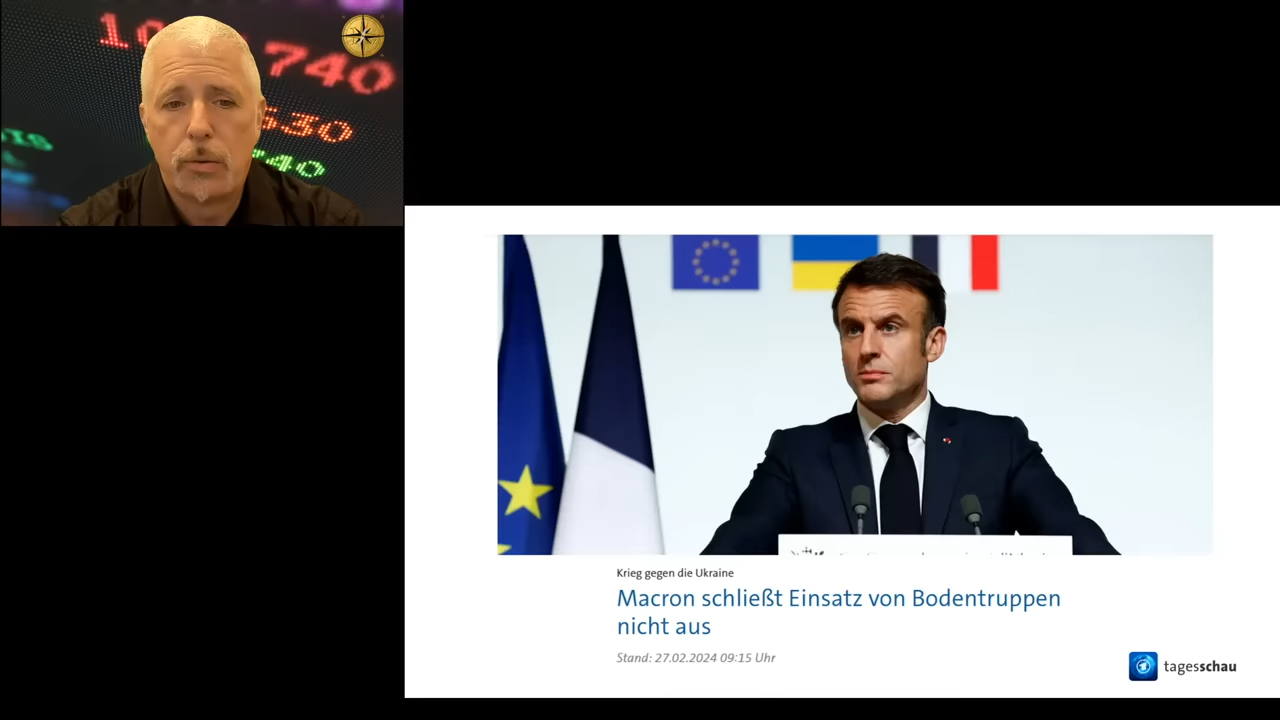 740
530
740
Krieg gegen die Ukraine
Macron schließt Einsatz von Bodentruppen
nicht aus
Stand: 27.02.2024 09:15 Uhr
tagesschau